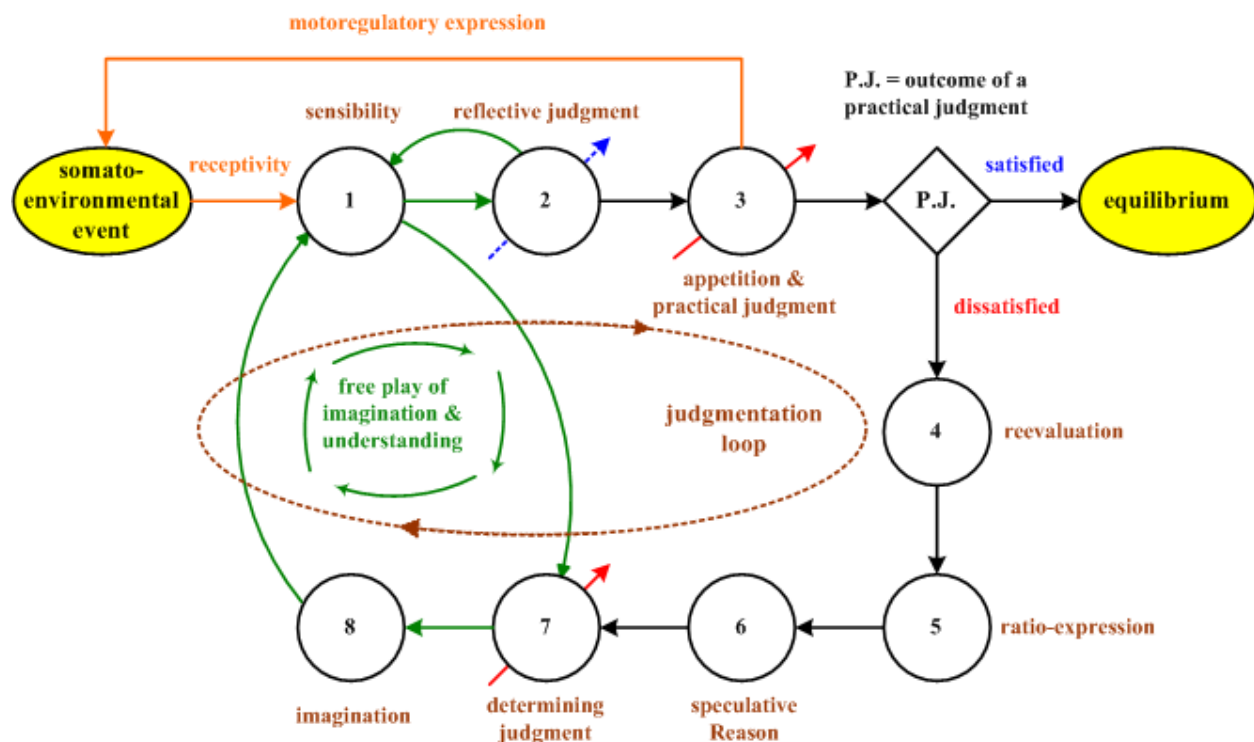 motoregulatory expression
P.J. = outcome of a
practical judgment
sensibility
reflective judgment
somato-
environmental
event
receptivity
1
2
3
P.J.
satisfied
equilibrium
appetition &
practical judgment
dissatisfied
free play of
imagination &
understanding
judgmentation
loop
4
reevaluation
8
7
6
5
ratio-expression
imagination
determining
judgment
speculative
Reason